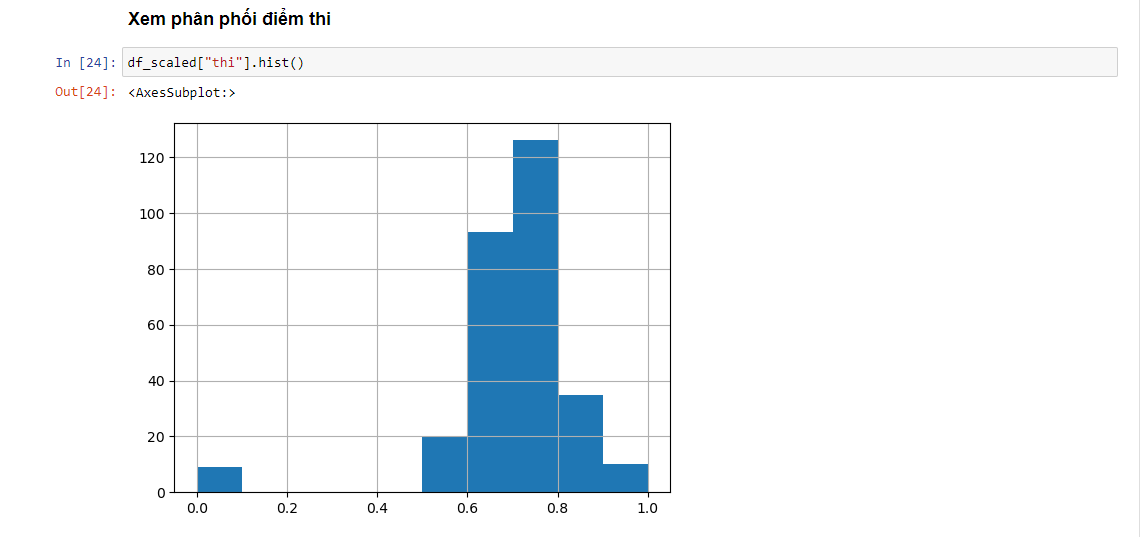 Xem phân phối điểm thi
In [24]: df_scaled["thi"].hist()
Out[24]: <AxesSubplot:>
120
100
80
60
40
20
0
0.0 0.2 0.4 0.6 0.8 1.0